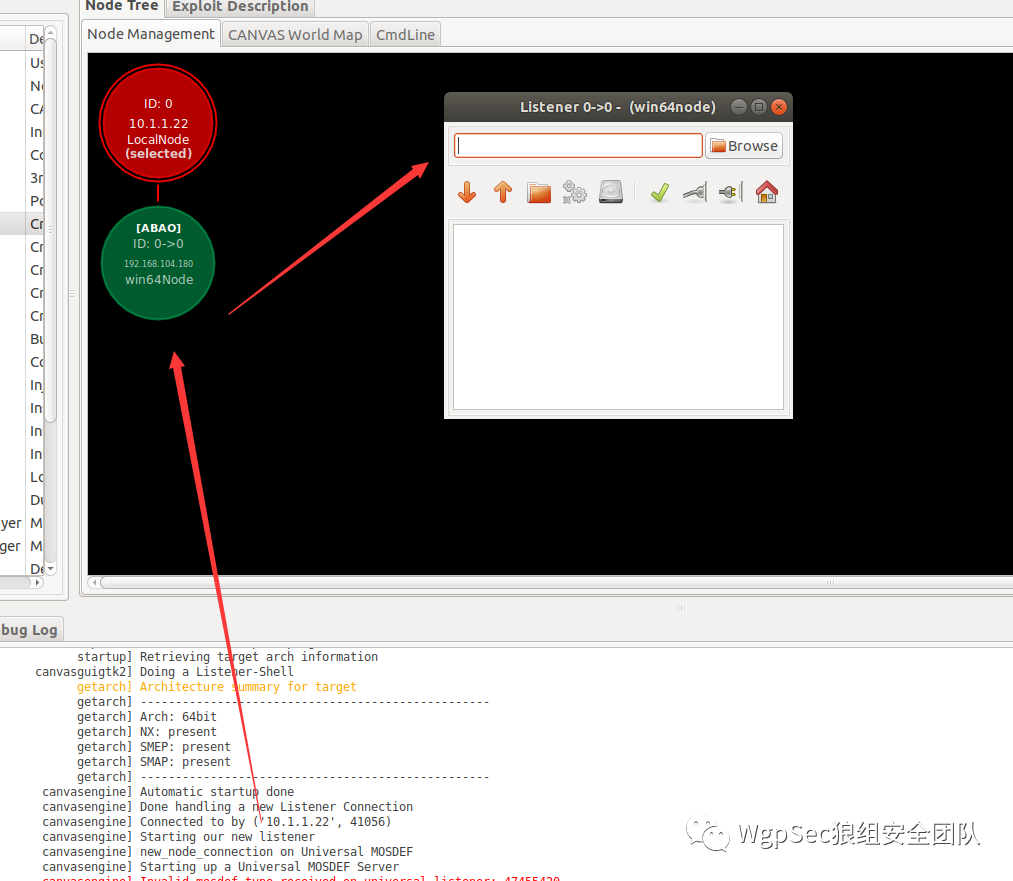 Node Tree
Exploit Description
Node Management
CANVAS World Map
CmdLine
De
Us
No
CA
In
Co
3r
Po
Cr
Cr
Cr
Cr
Cr
Bu
Co
Inj
In
In
In
Lo
Du
yer M
ger M
De
ID: 0
10.1.1.22
LocalNode
(selected)
[ABAO]
ID: 0->0
192.168.104.180
win64Node
Listener 0->0 - (win64node)
Browse
bug Log
startup] Retrieving target arch information
canvasguigtk2] Doing a Listener-Shell
getarch] Architecture summary for target
getarch] --------------------------------------------------
getarch] Arch: 64bit
getarch] NX: present
getarch] SMEP: present
getarch] SMAP: present
getarch] --------------------------------------------------
canvasengine] Automatic startup done
canvasengine] Done handling a new Listener Connection
canvasengine] Connected to by ('10.1.1.22', 41056)
canvasengine] Starting our new listener
canvasengine] new_node_connection on Universal MOSDEF
canvasengine] Starting up a Universal MOSDEF Server
canvasengine] Invalid mosdef type received on universal listener: 47455420
WgpSec狼组安全团队